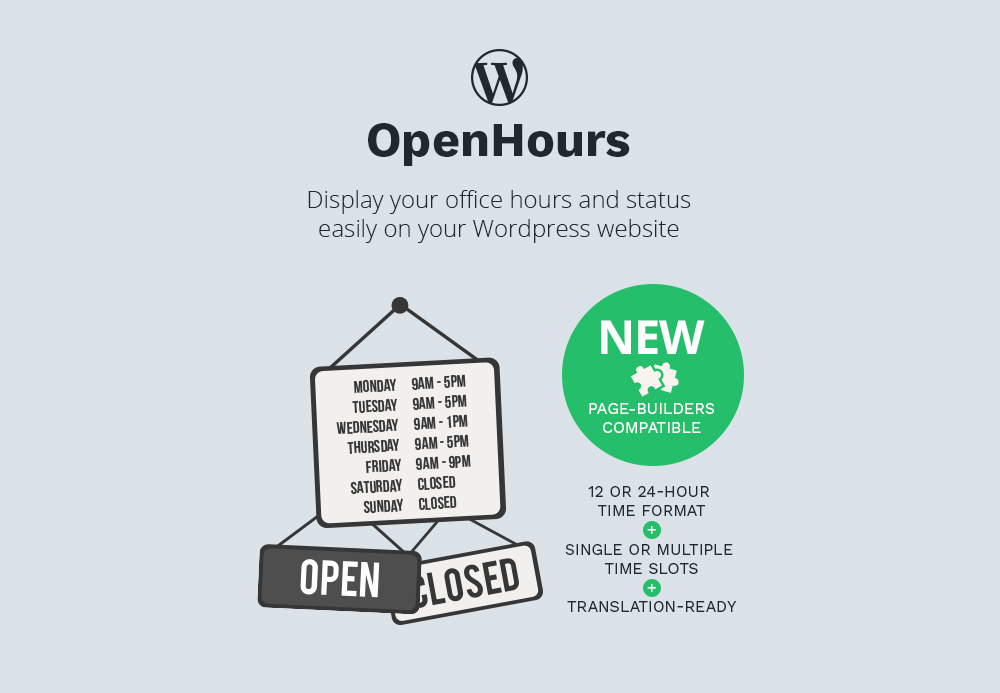 W
OpenHours
Display your office hours and status
easily on your Wordpress website
MONDAY 9AM - 5PM
TUESDAY 9AM - 5PM
WEDNESDAY 9AM - 1PM
THURSDAY 9AM - 5PM
FRIDAY 9AM - 9PM
SATURDAY CLOSED
SUNDAY CLOSED
OPEN
CLOSED
NEW
PAGE-BUILDERS
COMPATIBLE
12 OR 24-HOUR
TIME FORMAT
+
SINGLE OR MULTIPLE
TIME SLOTS
+
TRANSLATION-READY